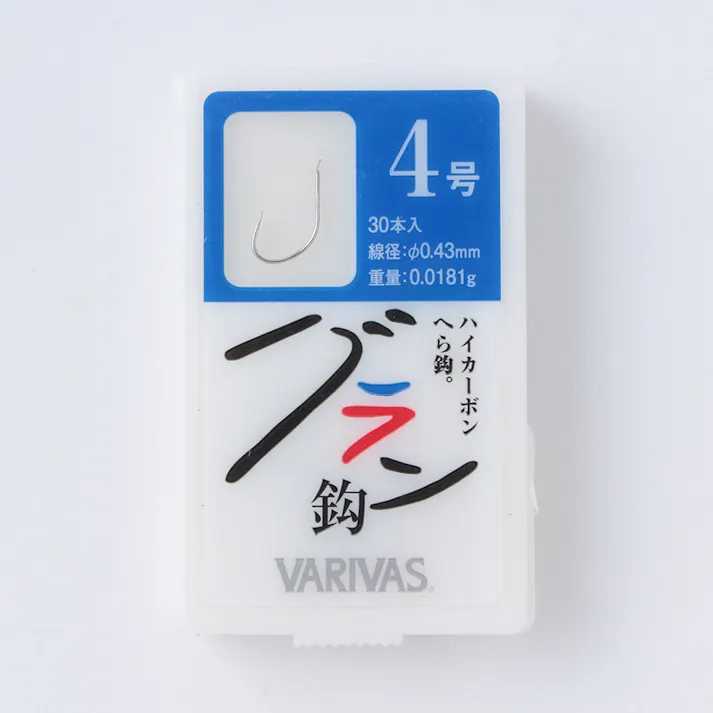 4号
30本入
線径:φ0.43mm
重量:0.0181g
ハイカーボン
へら鈎。
グラン
鈎
VARIVAS®